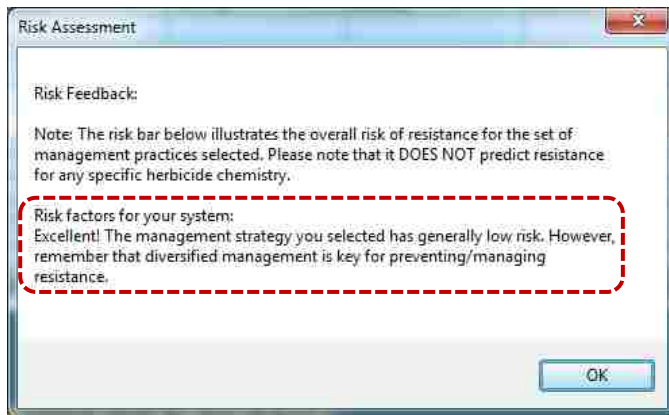 Risk Assessment
Risk Feedback:
Note: The risk bar below illustrates the overall risk of resistance for the set of
management practices selected. Please note that it DOES NOT predict resistance
for any specific herbicide chemistry.
Risk factors for your system:
Excellent! The management strategy you selected has generally low risk. However,
remember that diversified management is key for preventing/managing
resistance.
OK